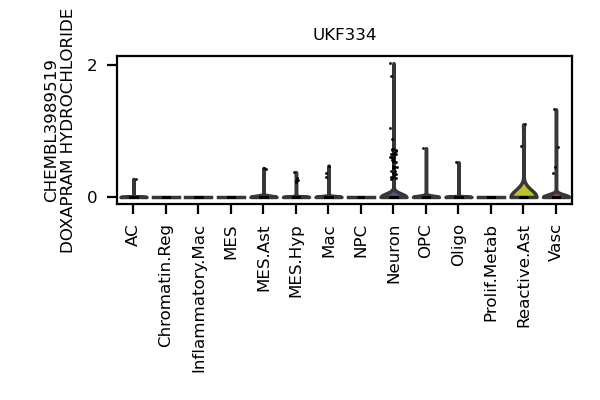 UKF334
CHEMBL3989519
DOXAPRAM HYDROCHLORIDE
2
0
AC
Chromatin.Reg
Inflammatory.Mac
MES
MES.Ast
MES.Hyp
Mac
NPC
Neuron
OPC
Oligo
Prolif.Metab
Reactive.Ast
Vasc